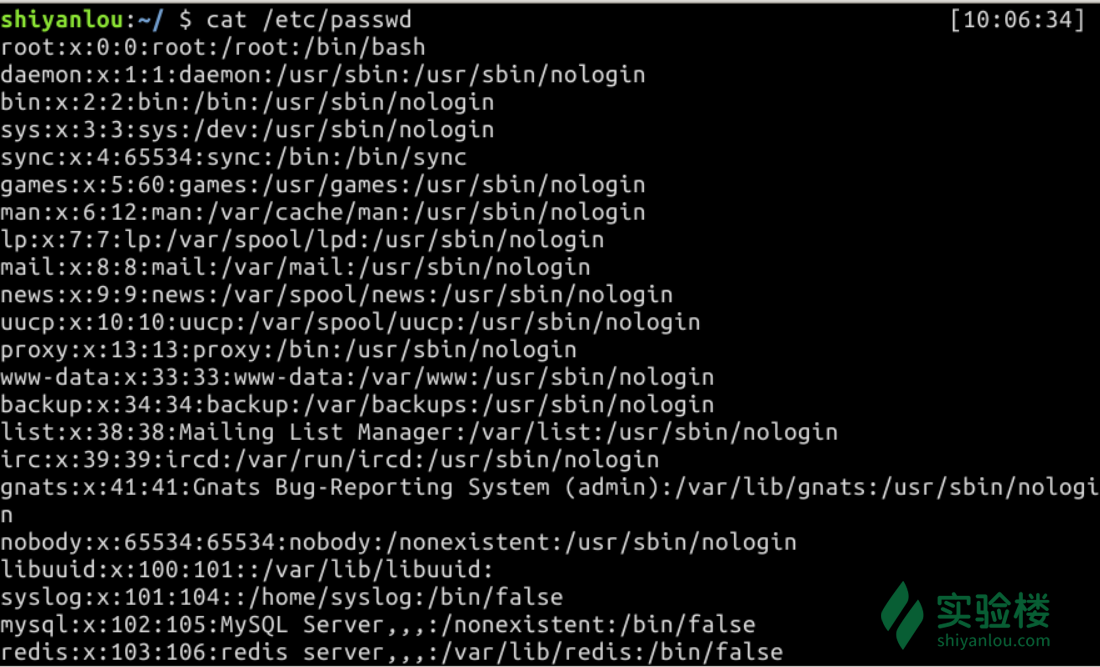 shiyanlou:~/ $ cat /etc/passwd [10:06:34]
root:x:0:0:root:/root:/bin/bash
daemon:x:1:1:daemon:/usr/sbin:/usr/sbin/nologin
bin:x:2:2:bin:/bin:/usr/sbin/nologin
sys:x:3:3:sys:/dev:/usr/sbin/nologin
sync:x:4:65534:sync:/bin:/bin/sync
games:x:5:60:games:/usr/games:/usr/sbin/nologin
man:x:6:12:man:/var/cache/man:/usr/sbin/nologin
lp:x:7:7:lp:/var/spool/lpd:/usr/sbin/nologin
mail:x:8:8:mail:/var/mail:/usr/sbin/nologin
news:x:9:9:news:/var/spool/news:/usr/sbin/nologin
uucp:x:10:10:uucp:/var/spool/uucp:/usr/sbin/nologin
proxy:x:13:13:proxy:/bin:/usr/sbin/nologin
www-data:x:33:33:www-data:/var/www:/usr/sbin/nologin
backup:x:34:34:backup:/var/backups:/usr/sbin/nologin
list:x:38:38:Mailing List Manager:/var/list:/usr/sbin/nologin
irc:x:39:39:ircd:/var/run/ircd:/usr/sbin/nologin
gnats:x:41:41:Gnats Bug-Reporting System (admin):/var/lib/gnats:/usr/sbin/nologi
n
nobody:x:65534:65534:nobody:/nonexistent:/usr/sbin/nologin
libuuid:x:100:101::/var/lib/libuuid:
syslog:x:101:104::/home/syslog:/bin/false
mysql:x:102:105:MySQL Server,,,:/nonexistent:/bin/false
redis:x:103:106:redis server,,,:/var/lib/redis:/bin/false
实验楼
shiyanlou.com